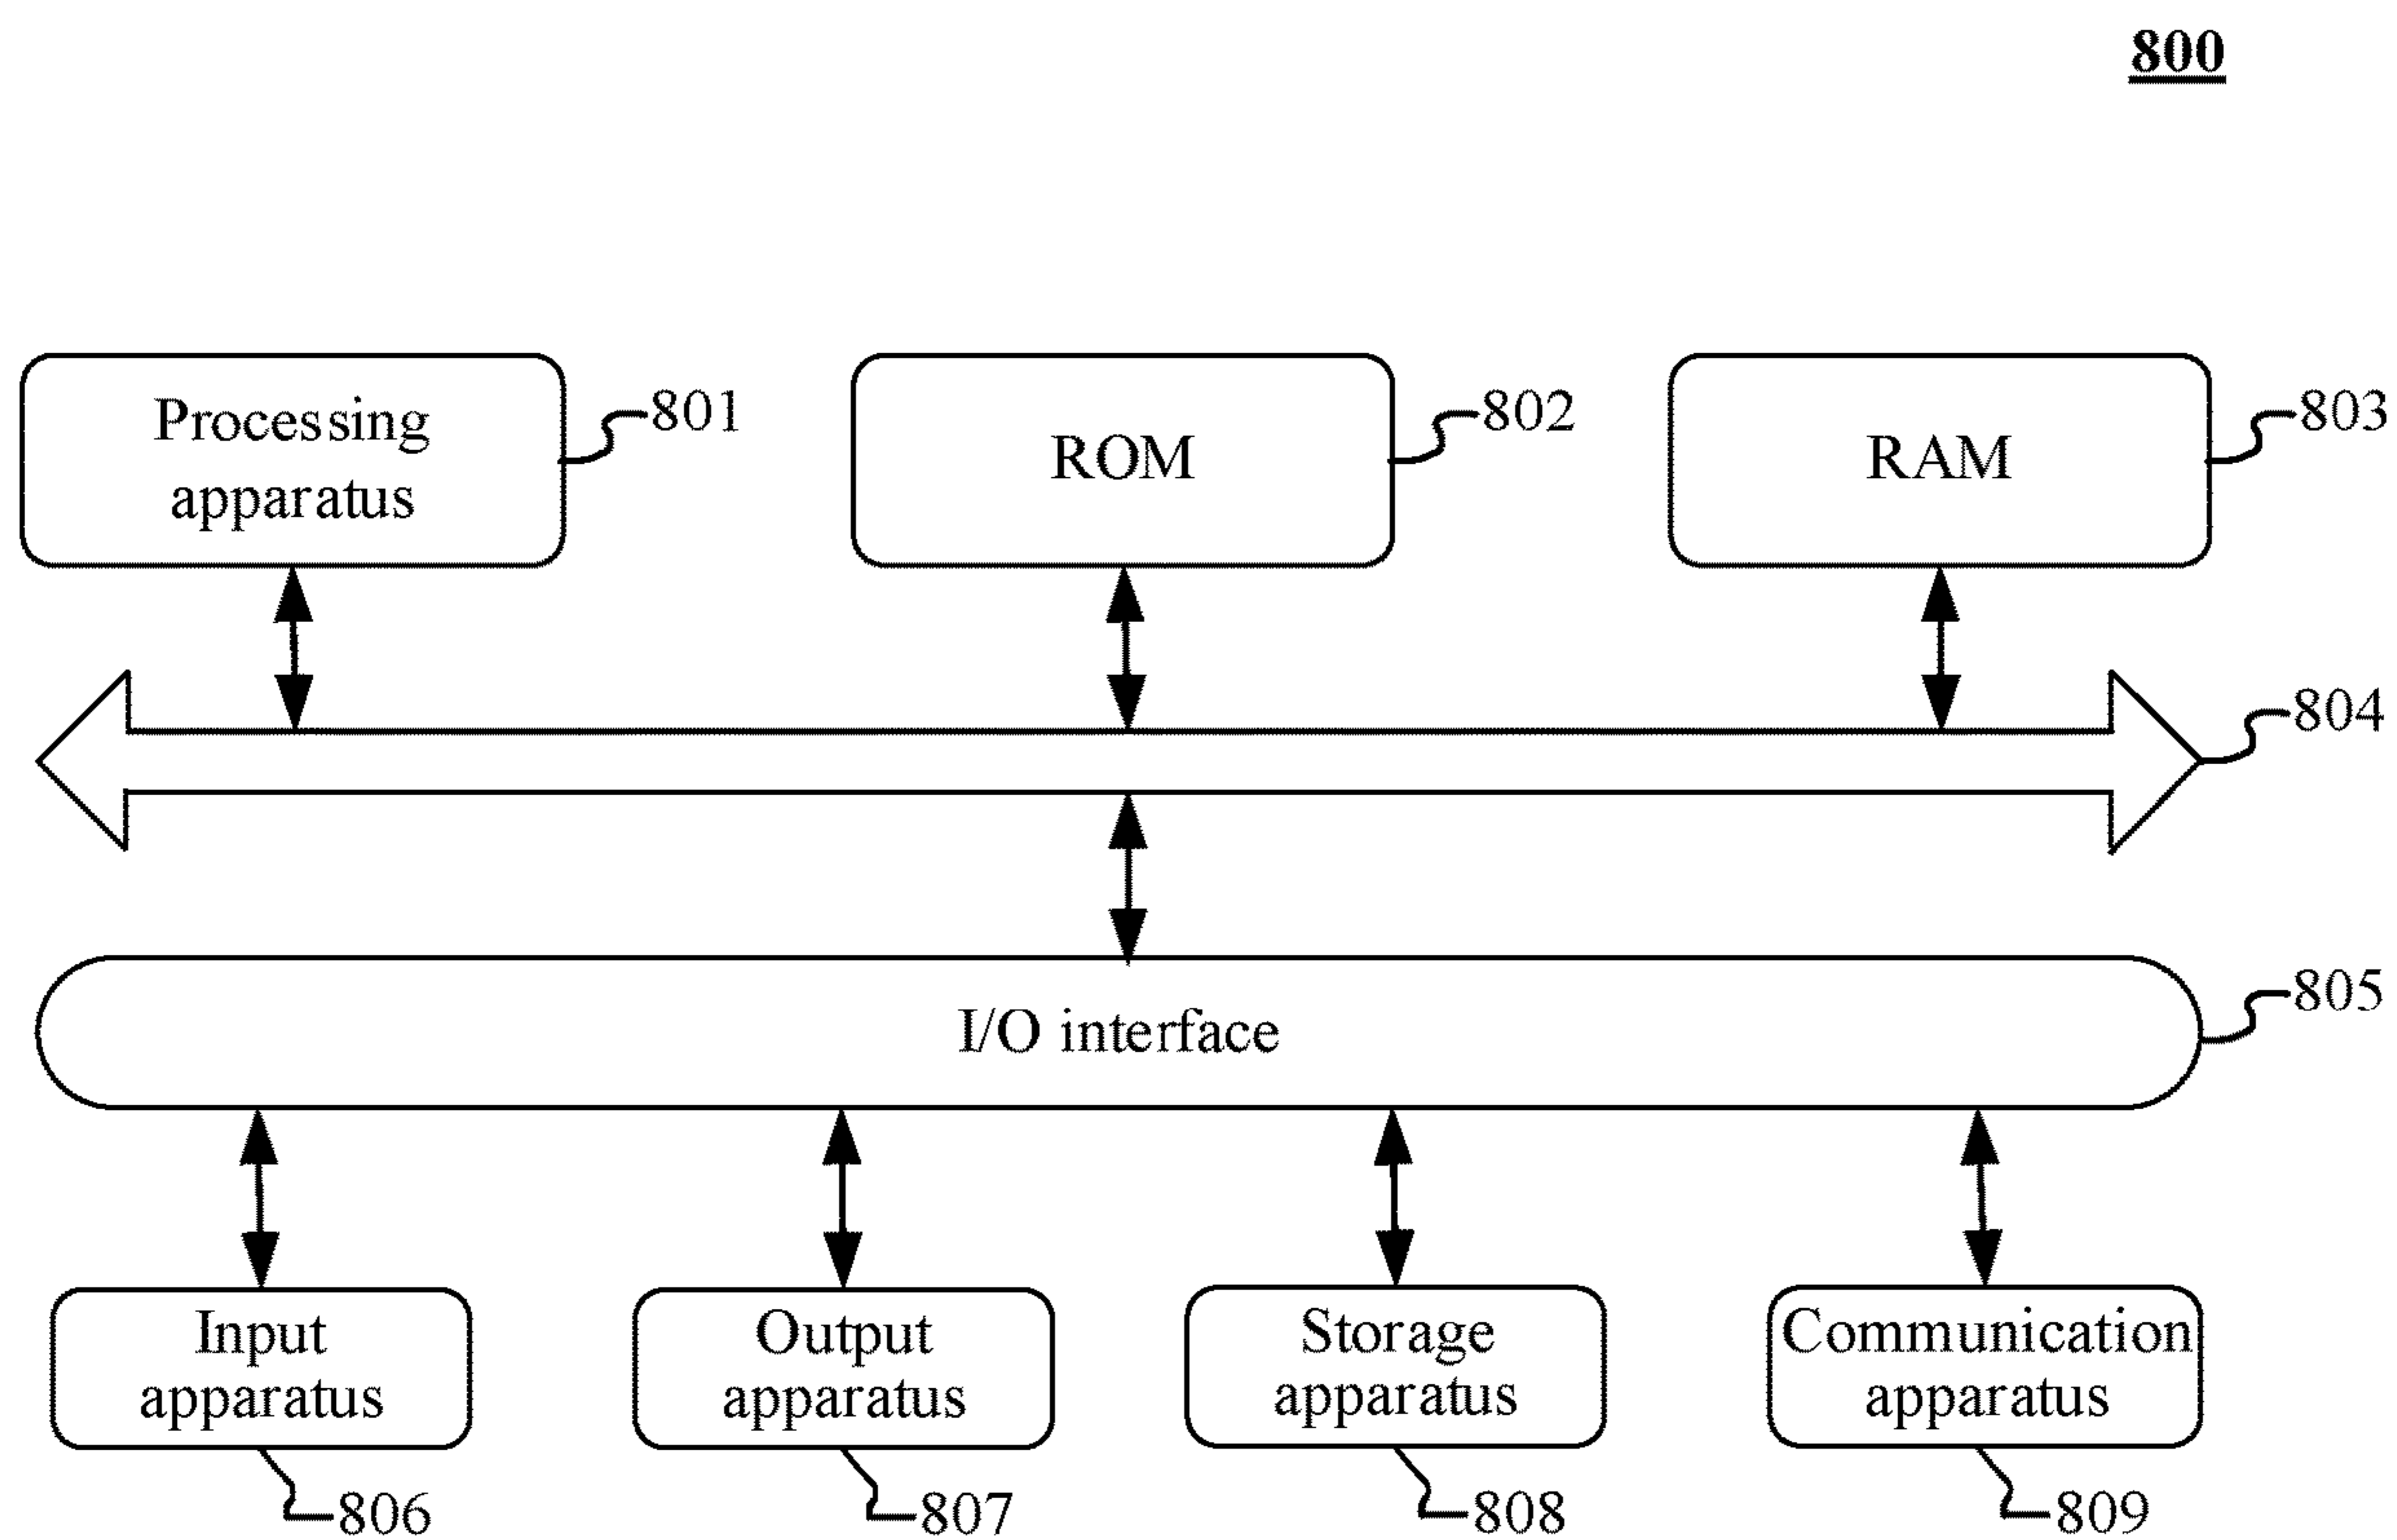 800
Processing
apparatus
801
ROM
802
RAM
803
804
I/O interface
805
Input
apparatus
806
Output
apparatus
807
Storage
apparatus
808
Communication
apparatus
809